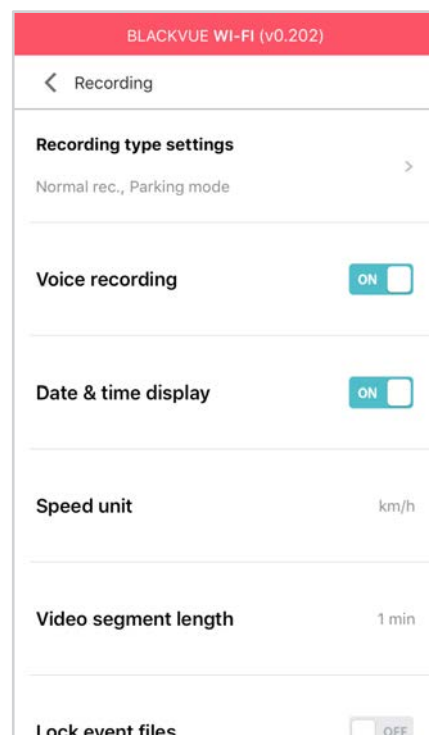 BLACKVUE WI-FI (v0.202)
Recording
Recording type settings
Normal rec., Parking mode
Voice recording
ON
Date & time display
ON
Speed unit
km/h
Video segment length
1 min
Lock event files
OFF